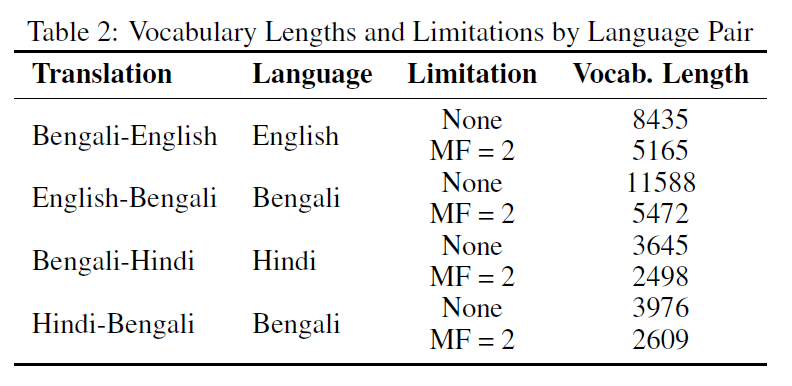 Table 2: Vocabulary Lengths and Limitations by Language Pair
Translation Language Limitation Vocab. Length
Bengali-English English None 8435
MF = 2 5165
English-Bengali Bengali None 11588
MF = 2 5472
Bengali-Hindi Hindi None 3645
MF = 2 2498
Hindi-Bengali Bengali None 3976
MF = 2 2609